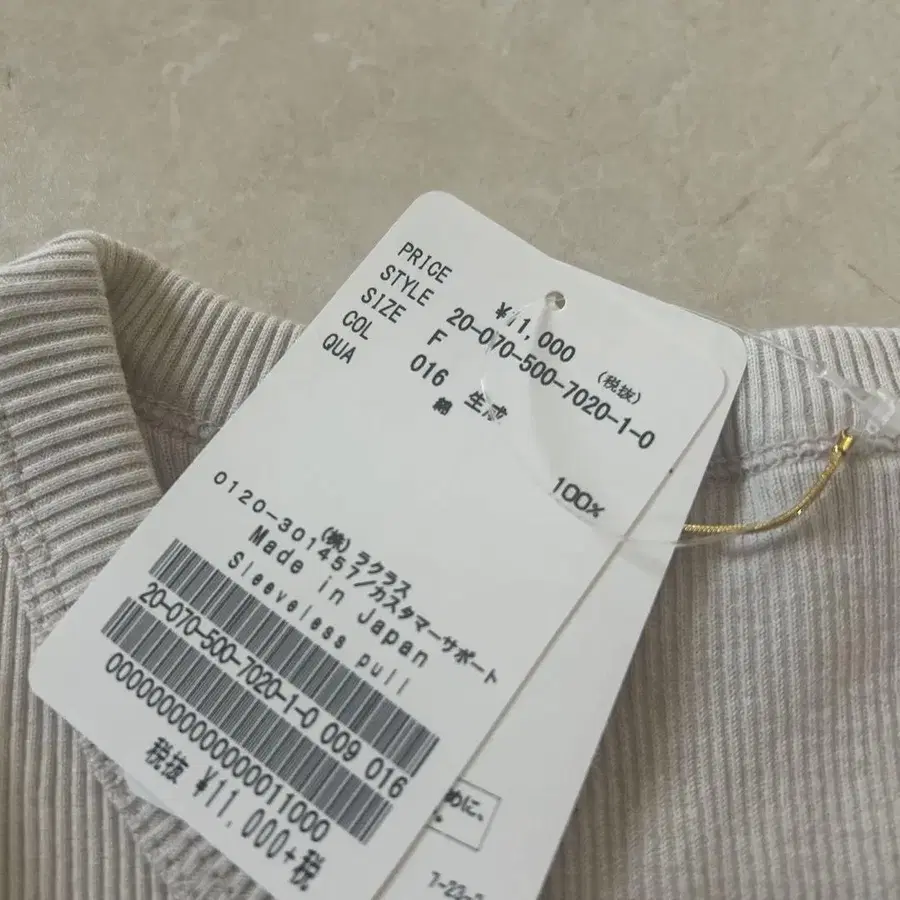 PRICE ¥11,000 (税抜)
STYLE 20-070-500-7020-1-0
SIZE F
COL 016 生成
QUA 綿 100%
(株)ラクラス
0120-301457/カスタマーサポート
Made in Japan
Sleeveless pull
20-070-500-7020-1-0 009 016
0000000000000011000
税抜 ¥11,000+税
めに、